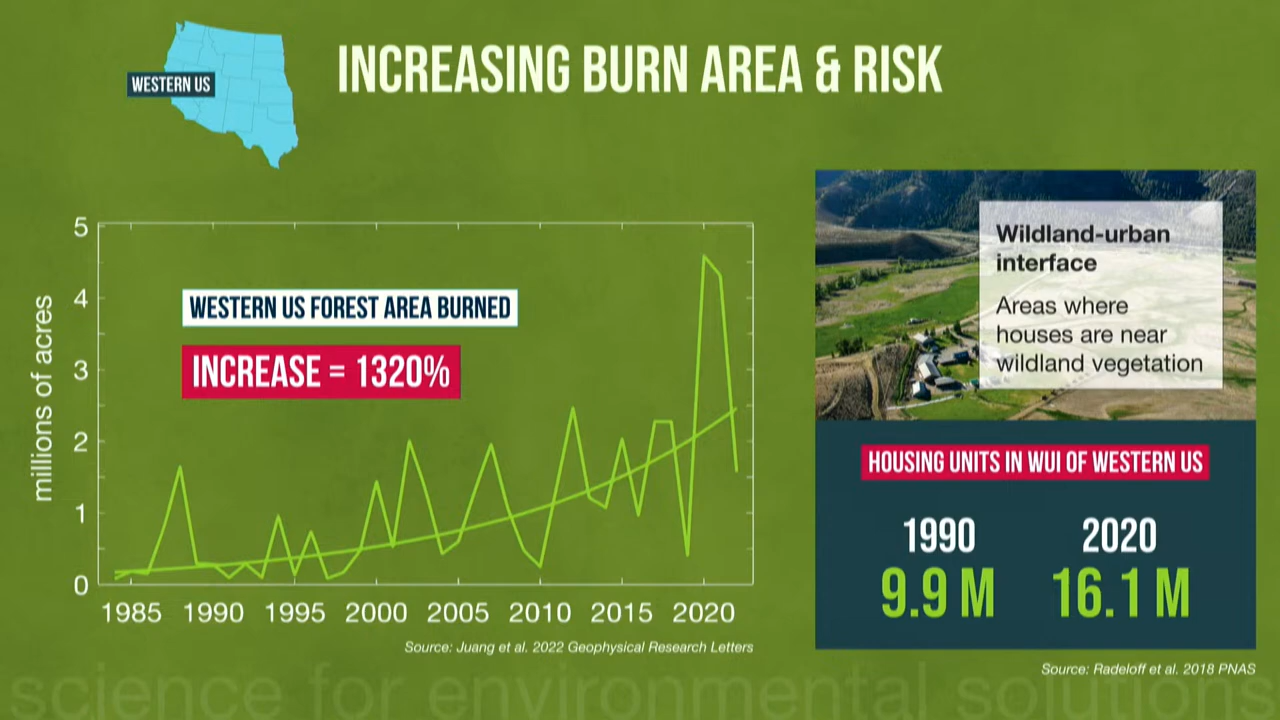 WESTERN US
INCREASING BURN AREA & RISK
5
4
3
2
1
0
millions of acres
WESTERN US FOREST AREA BURNED
INCREASE = 1320%
1985 1990 1995 2000 2005 2010 2015 2020
Source: Juang et al. 2022 Geophysical Research Letters
Wildland-urban
interface
Areas where
houses are near
wildland vegetation
HOUSING UNITS IN WUI OF WESTERN US
1990 2020
9.9 M 16.1 M
Source: Radeloff et al. 2018 PNAS
science for environmental solutions